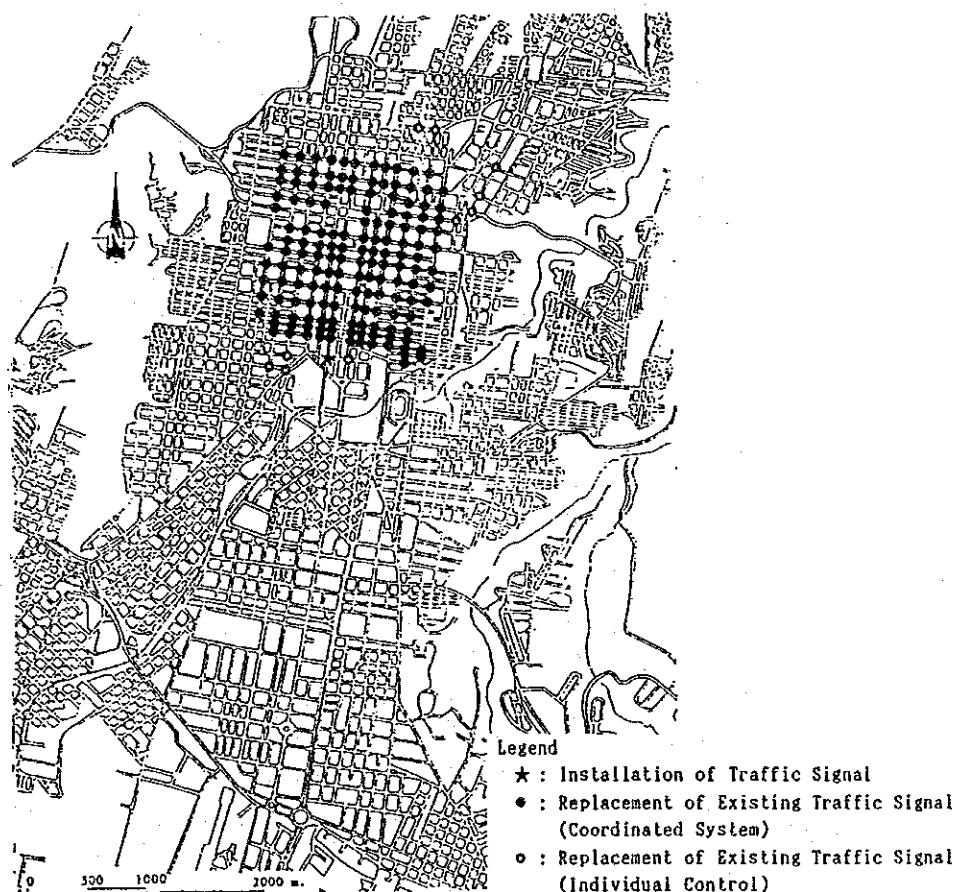 N
Legend
★ : Installation of Traffic Signal
● : Replacement of Existing Traffic Signal
(Coordinated System)
○ : Replacement of Existing Traffic Signal
(Individual Control)
0 500 1000 2000 m.